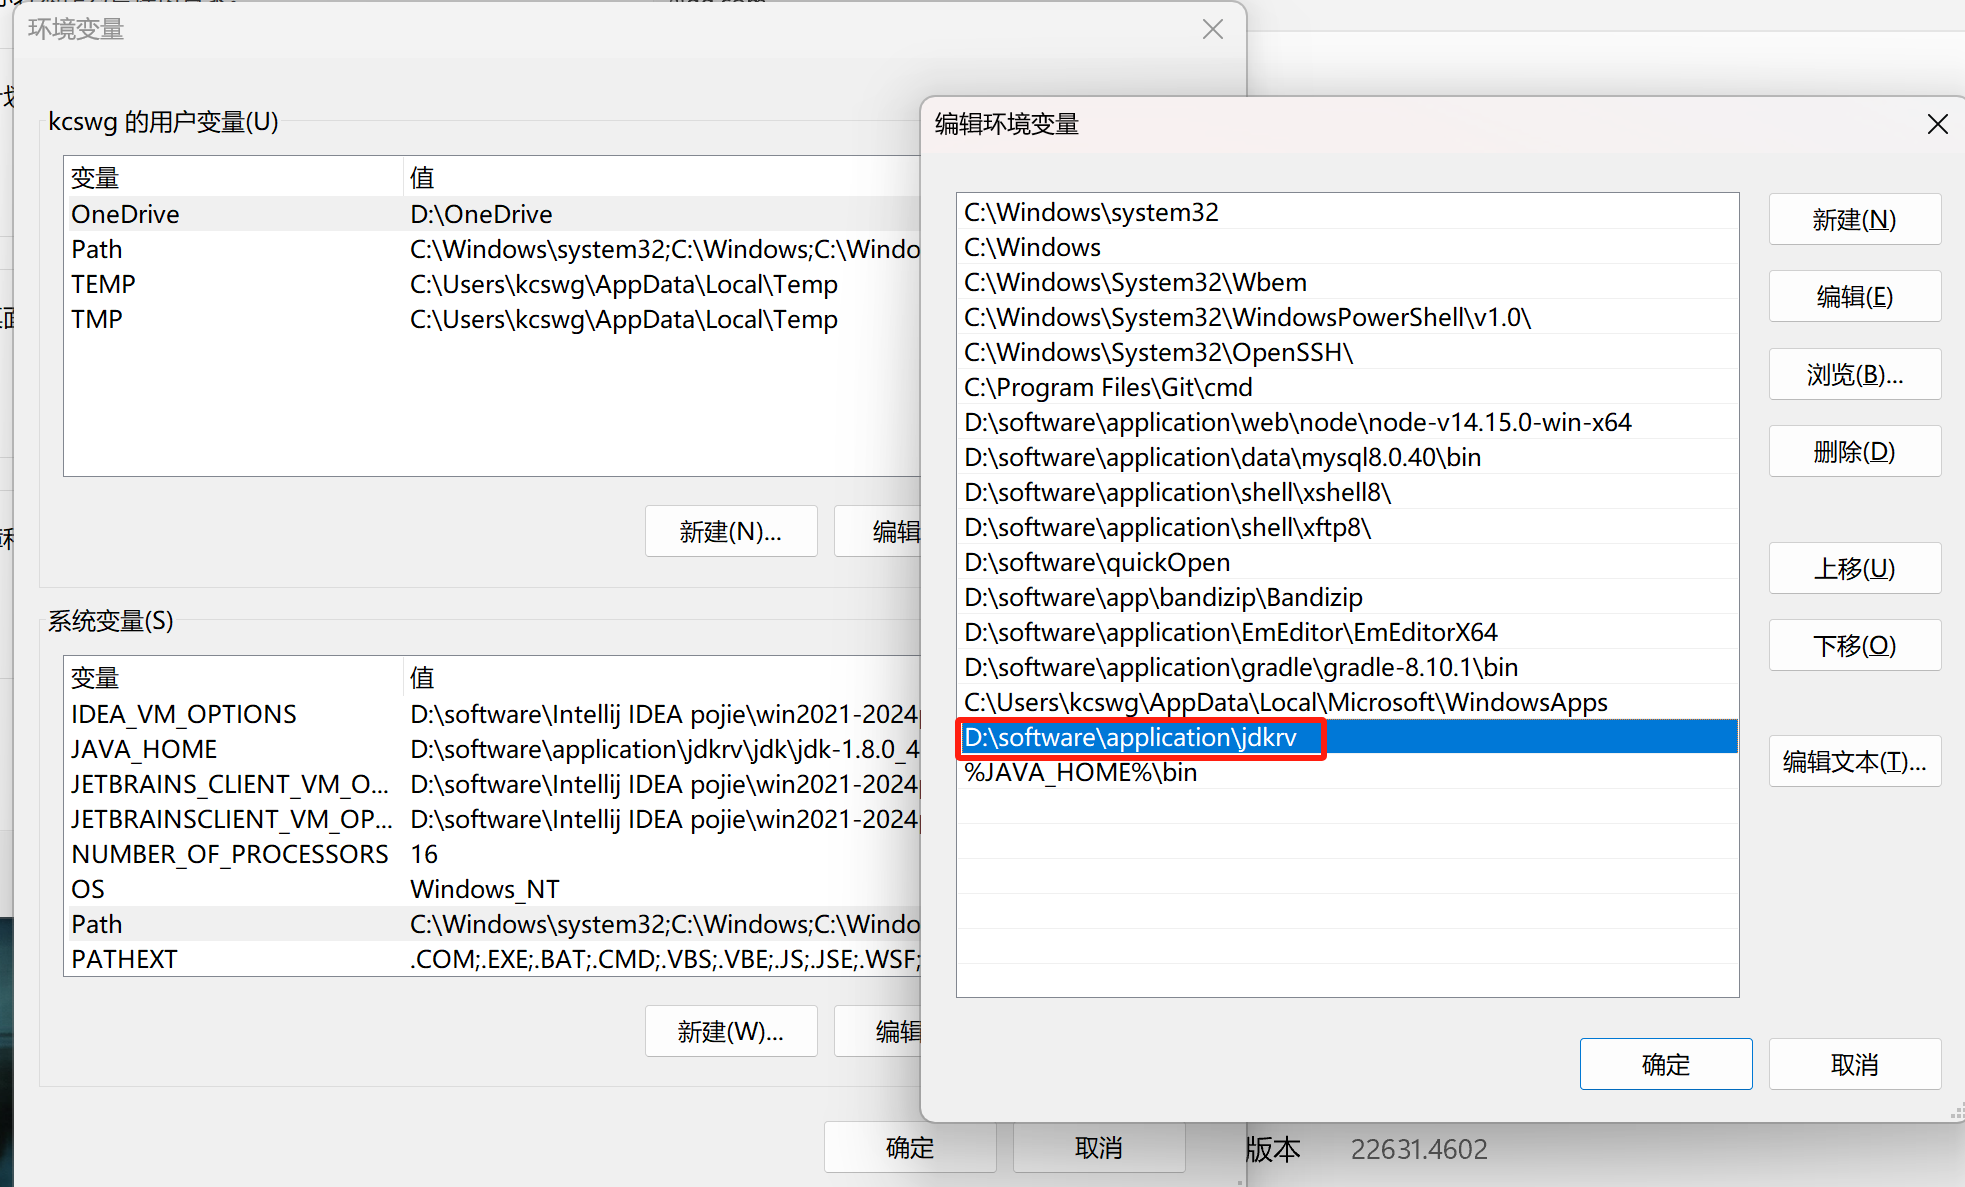 环境变量
kcswg 的用户变量(U)
变量 值
OneDrive D:\OneDrive
Path C:\Windows\system32;C:\Windows;C:\Windo
TEMP C:\Users\kcswg\AppData\Local\Temp
TMP C:\Users\kcswg\AppData\Local\Temp
新建(N)...
编辑
系统变量(S)
变量 值
IDEA_VM_OPTIONS D:\software\Intellij IDEA pojie\win2021-2024
JAVA_HOME D:\software\application\jdkrv\jdk\jdk-1.8.0_4
JETBRAINS_CLIENT_VM_O... D:\software\Intellij IDEA pojie\win2021-2024
JETBRAINSCLIENT_VM_OP... D:\software\Intellij IDEA pojie\win2021-2024
NUMBER_OF_PROCESSORS 16
OS Windows_NT
Path C:\Windows\system32;C:\Windows;C:\Windo
PATHEXT .COM;.EXE;.BAT;.CMD;.VBS;.VBE;.JS;.JSE;.WSF;
新建(W)...
编辑
确定
取消
编辑环境变量
C:\Windows\system32
C:\Windows
C:\Windows\System32\Wbem
C:\Windows\System32\WindowsPowerShell\v1.0\
C:\Windows\System32\OpenSSH\
C:\Program Files\Git\cmd
D:\software\application\web\node\node-v14.15.0-win-x64
D:\software\application\data\mysql8.0.40\bin
D:\software\application\shell\xshell8\
D:\software\application\shell\xftp8\
D:\software\quickOpen
D:\software\app\bandizip\Bandizip
D:\software\application\EmEditor\EmEditorX64
D:\software\application\gradle\gradle-8.10.1\bin
C:\Users\kcswg\AppData\Local\Microsoft\WindowsApps
D:\software\application\jdkrv
%JAVA_HOME%\bin
新建(N)
编辑(E)
浏览(B)...
删除(D)
上移(U)
下移(O)
编辑文本(T)...
确定
取消
版本 22631.4602